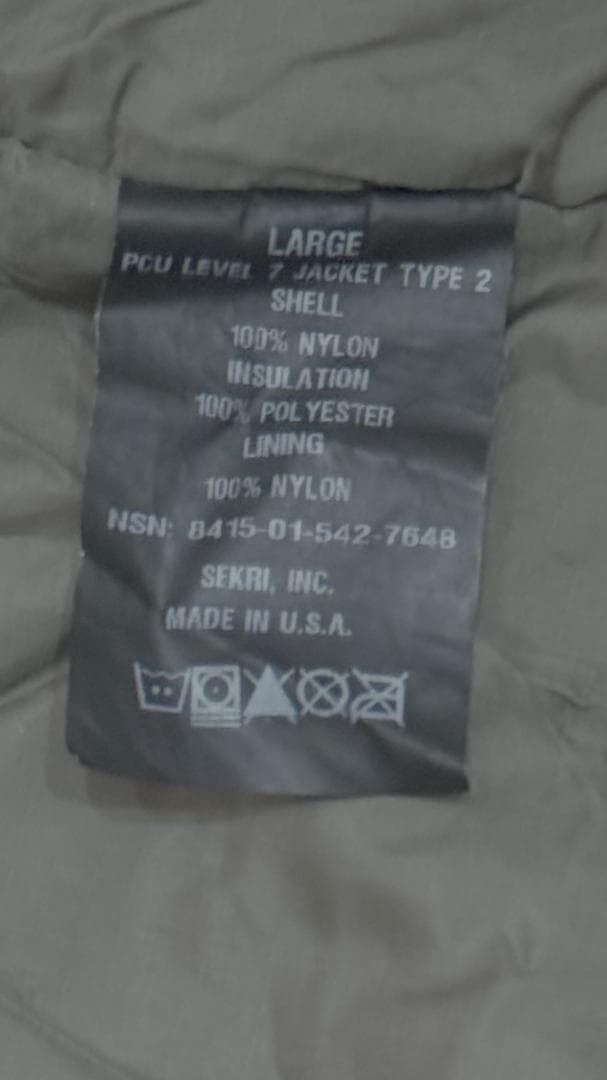 LARGE
PCU LEVEL 7 JACKET TYPE 2
SHELL
100% NYLON
INSULATION
100% POLYESTER
LINING
100% NYLON
NSN: 8415-01-542-7648
SEKRI, INC.
MADE IN U.S.A.